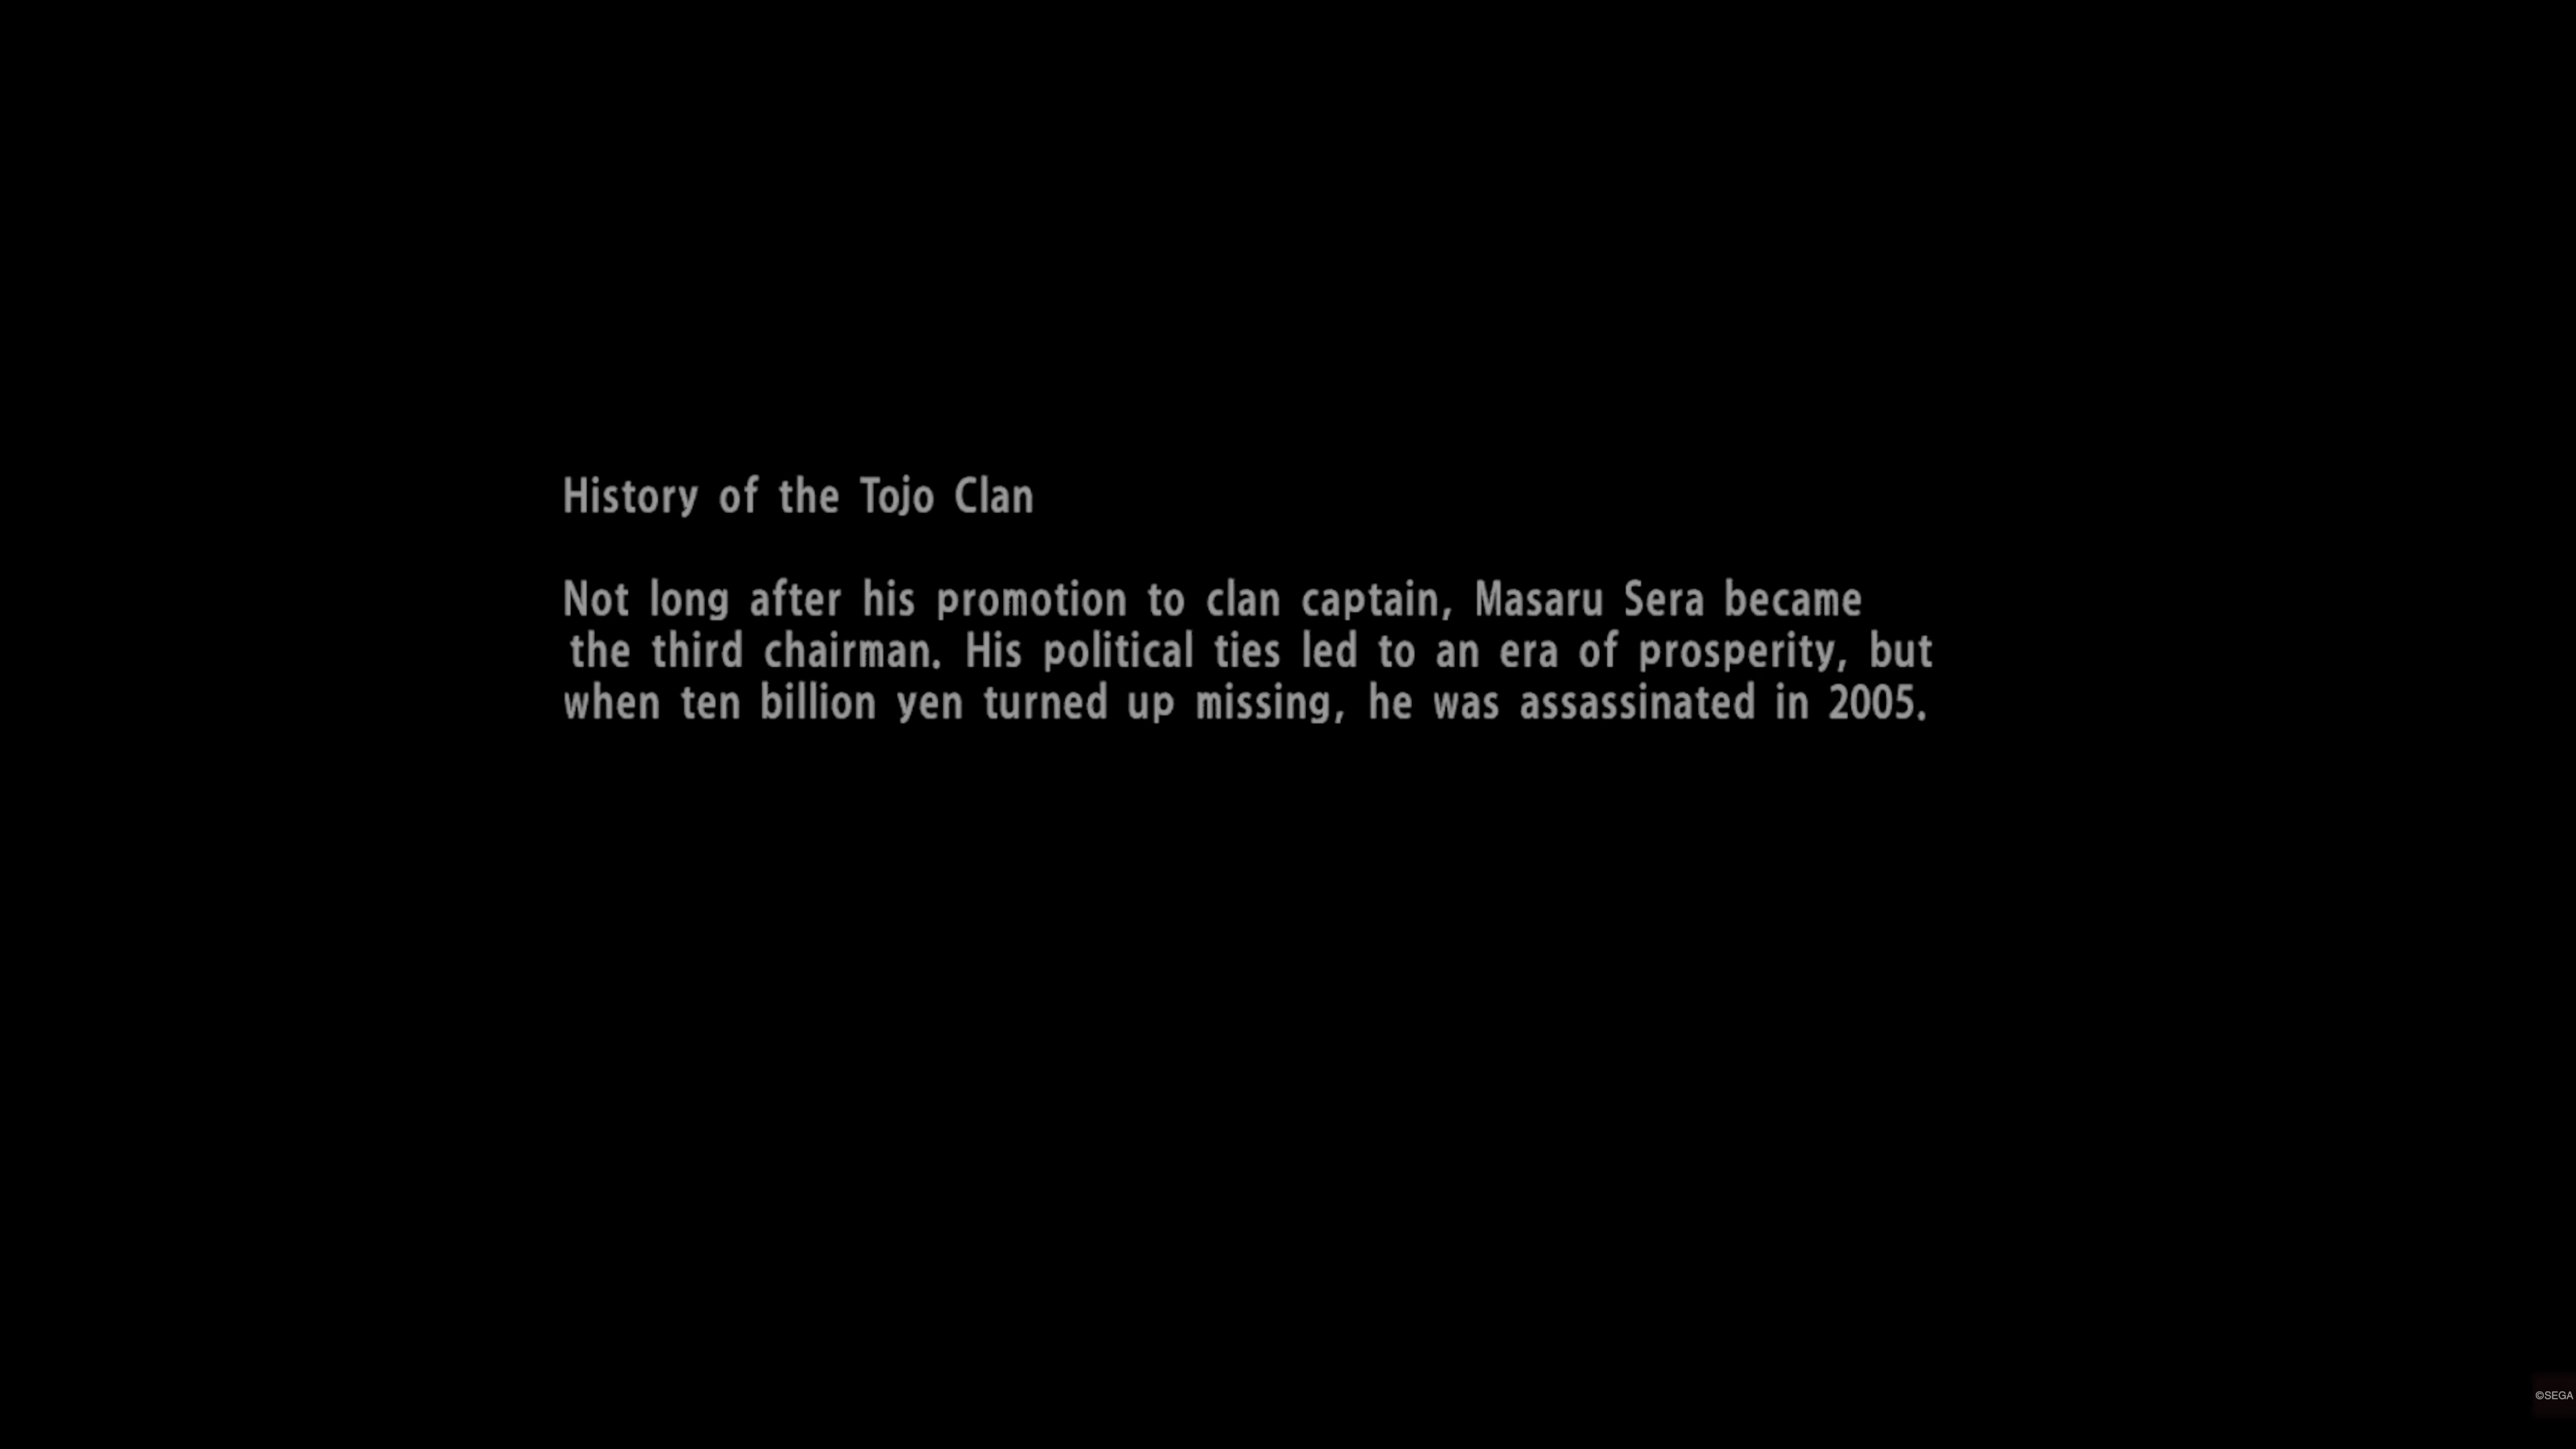 History of the Tojo Clan
Not long after his promotion to clan captain, Masaru Sera became
the third chairman. His political ties led to an era of prosperity, but
when ten billion yen turned up missing, he was assassinated in 2005.
©SEGA